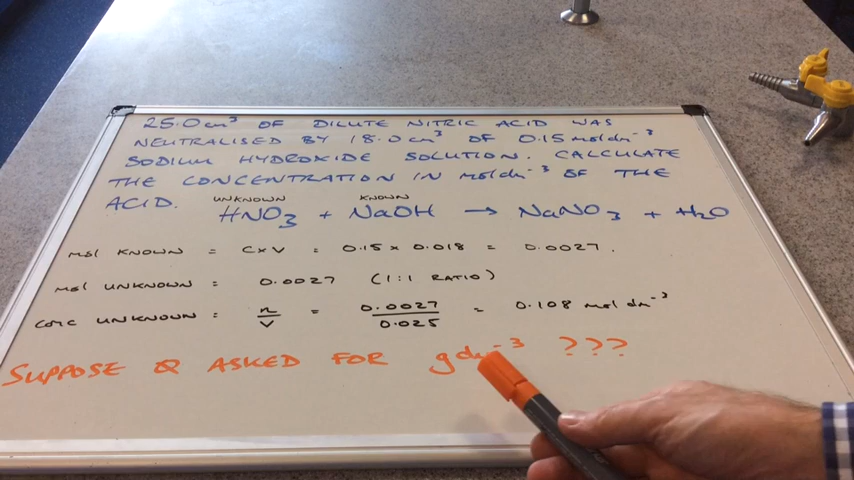 25.0cm³ OF DILUTE NITRIC ACID WAS
NEUTRALISED BY 18.0cm³ OF 0.15moldm⁻³
SODIUM HYDROXIDE SOLUTION. CALCULATE
THE CONCENTRATION IN moldm⁻³ OF THE
ACID.
UNKNOWN KNOWN
HNO₃ + NaOH → NaNO₃ + H₂O
mol KNOWN = C×V = 0.15 × 0.018 = 0.0027.
mol UNKNOWN = 0.0027 (1:1 RATIO)
CONC UNKNOWN = n/V = 0.0027/0.025 = 0.108 mol dm⁻³
SUPPOSE Q ASKED FOR gdm⁻³ ???